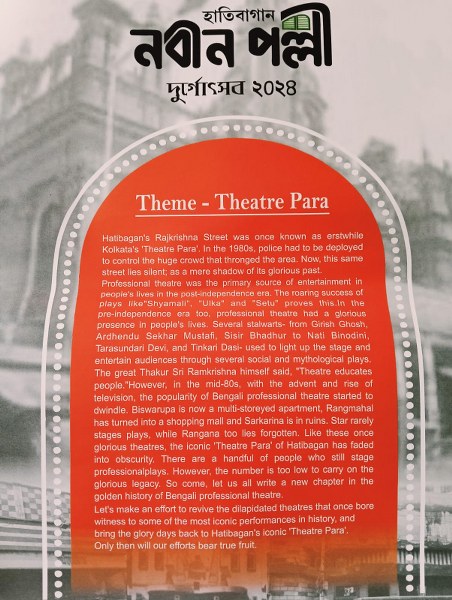 হাতিবাগান
নবীন পল্লী
দুর্গোৎসব ২০২৪
Theme - Theatre Para
Hatibagan's Rajkrishna Street was once known as erstwhile
Kolkata's 'Theatre Para'. In the 1980s, police had to be deployed
to control the huge crowd that thronged the area. Now, this same
street lies silent; as a mere shadow of its glorious past.
Professional theatre was the primary source of entertainment in
people's lives in the post-independence era. The roaring success of
plays like"Shyamali", "Ulka" and "Setu" proves this.In the
pre-independence era too, professional theatre had a glorious
presence in people's lives. Several stalwarts- from Girish Ghosh,
Ardhendu Sekhar Mustafi, Sisir Bhadhur to Nati Binodini,
Tarasundari Devi, and Tinkari Dasi- used to light up the stage and
entertain audiences through several social and mythological plays.
The great Thakur Sri Ramkrishna himself said, "Theatre educates
people."However, in the mid-80s, with the advent and rise of
television, the popularity of Bengali professional theatre started to
dwindle. Biswarupa is now a multi-storeyed apartment, Rangmahal
has turned into a shopping mall and Sarkarina is in ruins. Star rarely
stages plays, while Rangana too lies forgotten. Like these once
glorious theatres, the iconic 'Theatre Para' of Hatibagan has faded
into obscurity. There are a handful of people who still stage
professionalplays. However, the number is too low to carry on the
glorious legacy. So come, let us all write a new chapter in the
golden history of Bengali professional theatre.
Let's make an effort to revive the dilapidated theatres that once bore
witness to some of the most iconic performances in history, and
bring the glory days back to Hatibagan's iconic 'Theatre Para'.
Only then will our efforts bear true fruit.